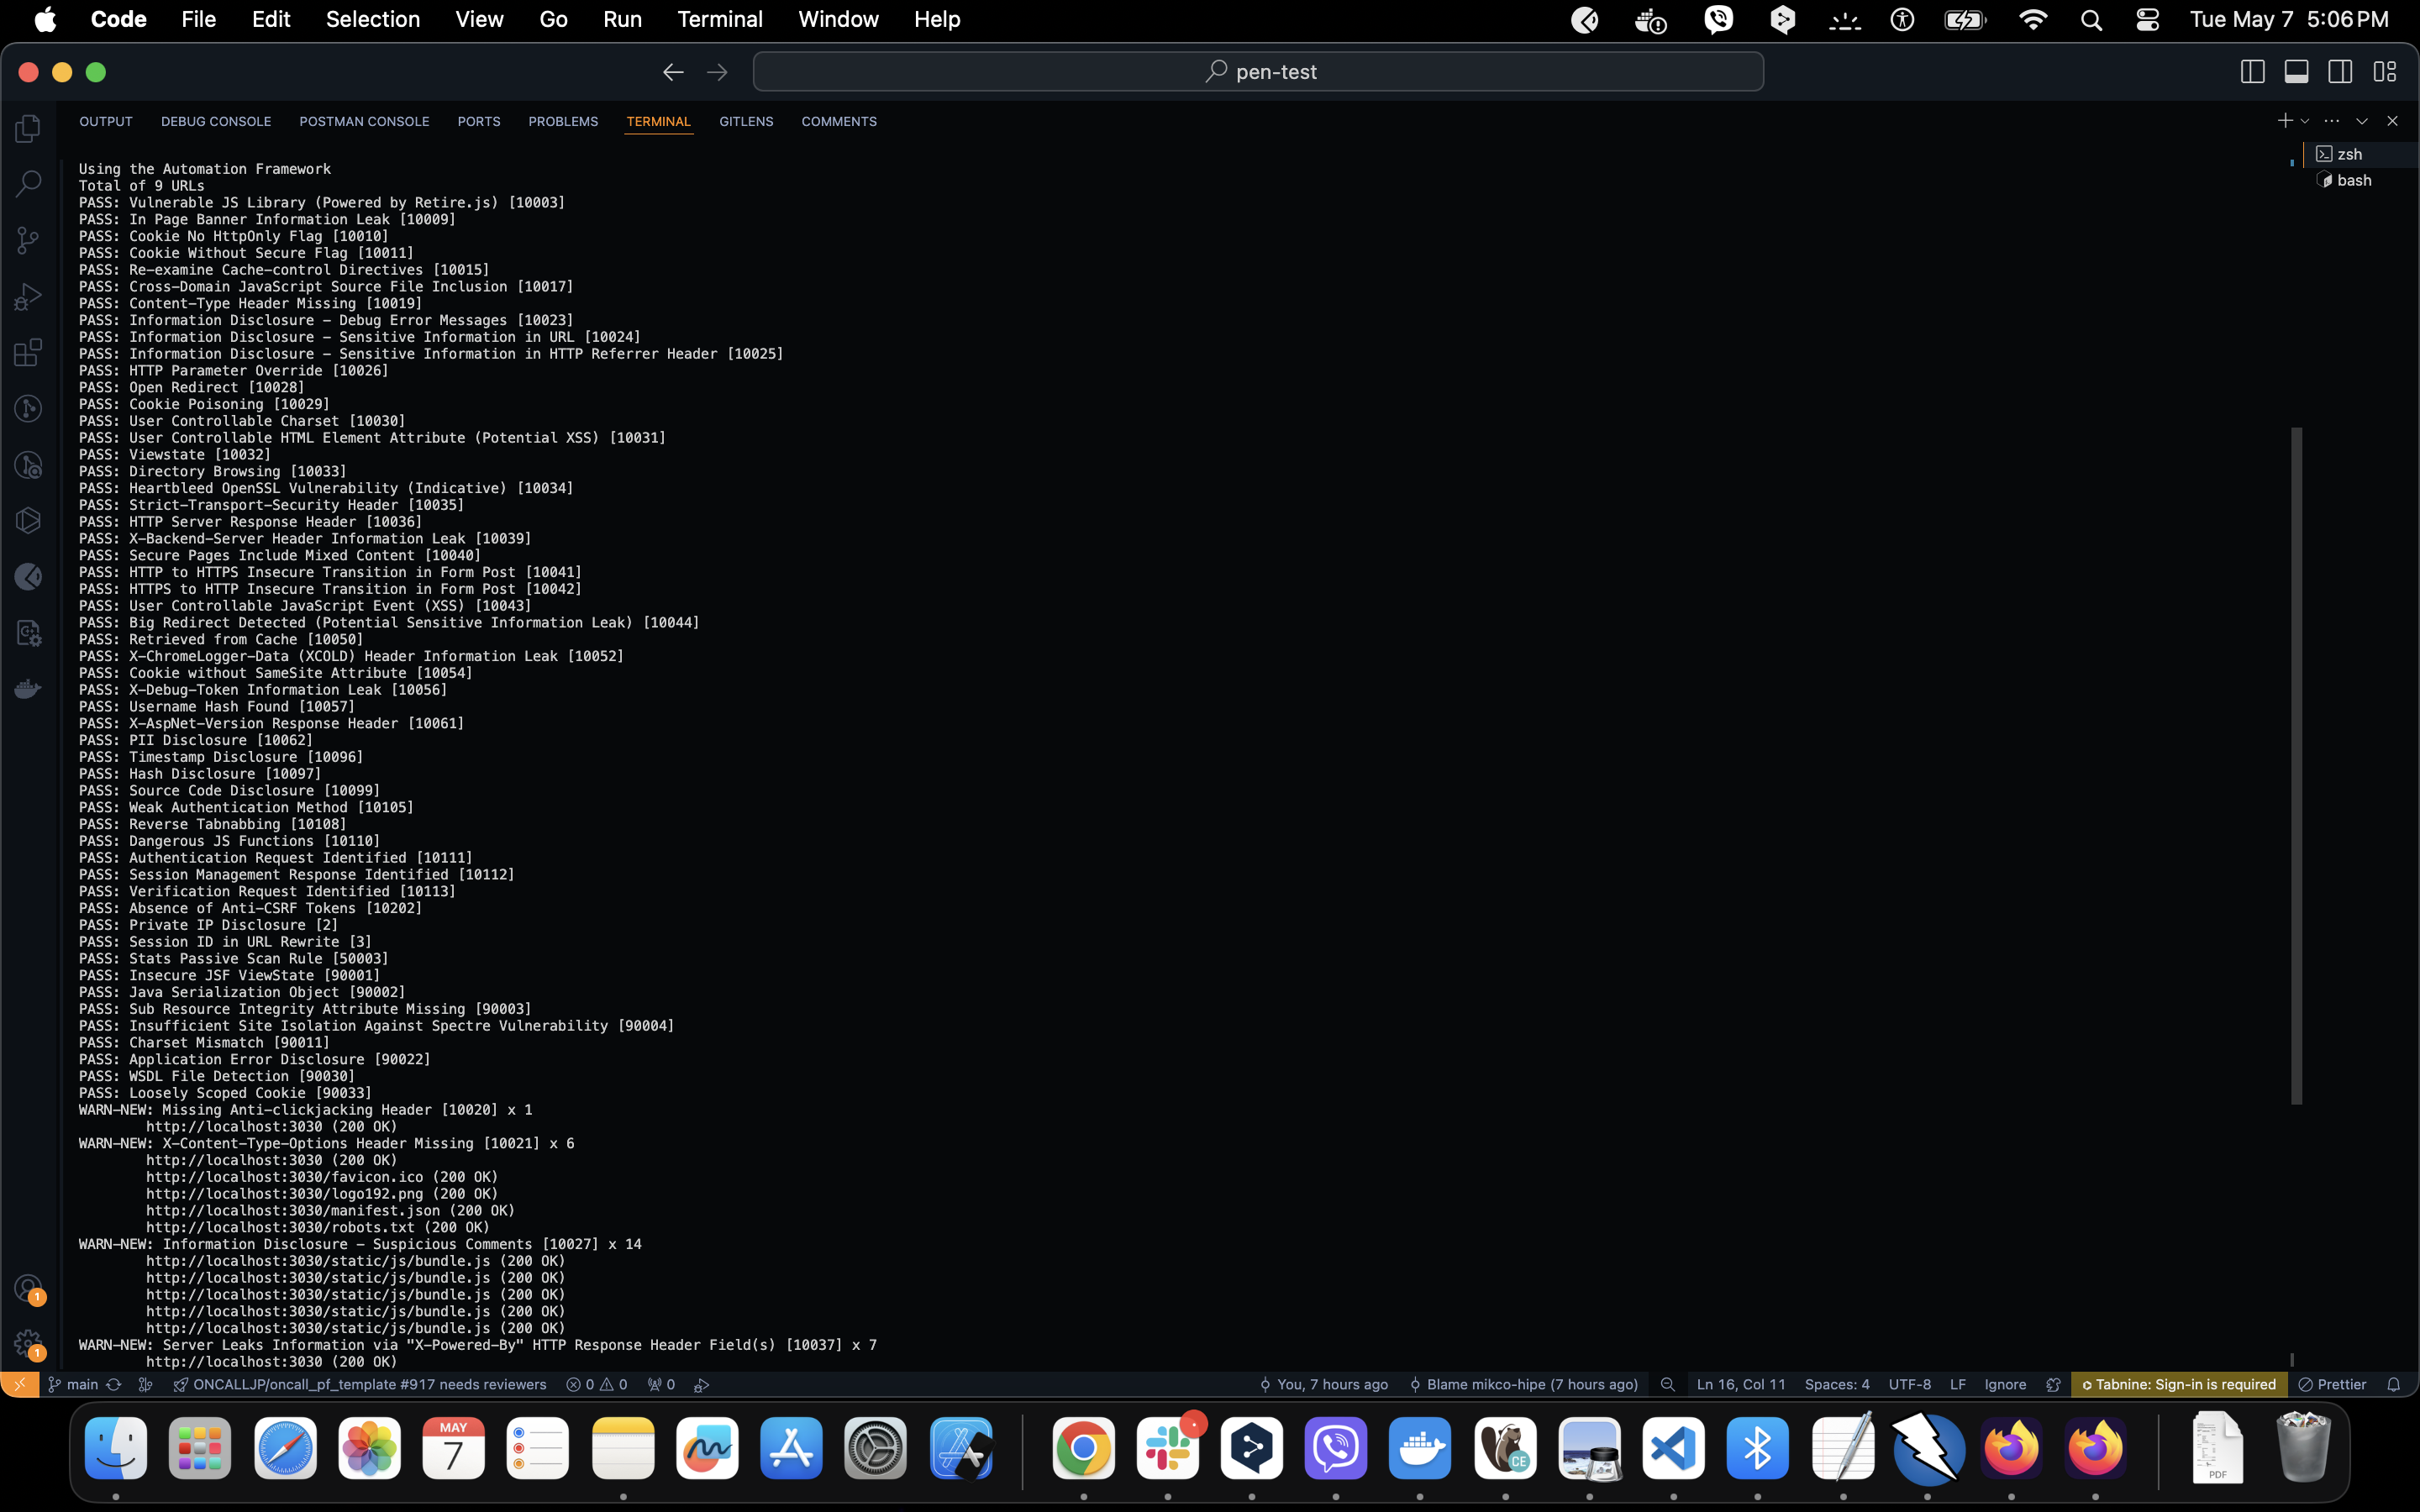 Code File Edit Selection View Go Run Terminal Window Help Tue May 7 5:06 PM
pen-test
OUTPUT DEBUG CONSOLE POSTMAN CONSOLE PORTS PROBLEMS TERMINAL GITLENS COMMENTS
zsh
bash
Using the Automation Framework
Total of 9 URLs
PASS: Vulnerable JS Library (Powered by Retire.js) [10003]
PASS: In Page Banner Information Leak [10009]
PASS: Cookie No HttpOnly Flag [10010]
PASS: Cookie Without Secure Flag [10011]
PASS: Re-examine Cache-control Directives [10015]
PASS: Cross-Domain JavaScript Source File Inclusion [10017]
PASS: Content-Type Header Missing [10019]
PASS: Information Disclosure - Debug Error Messages [10023]
PASS: Information Disclosure - Sensitive Information in URL [10024]
PASS: Information Disclosure - Sensitive Information in HTTP Referrer Header [10025]
PASS: HTTP Parameter Override [10026]
PASS: Open Redirect [10028]
PASS: Cookie Poisoning [10029]
PASS: User Controllable Charset [10030]
PASS: User Controllable HTML Element Attribute (Potential XSS) [10031]
PASS: Viewstate [10032]
PASS: Directory Browsing [10033]
PASS: Heartbleed OpenSSL Vulnerability (Indicative) [10034]
PASS: Strict-Transport-Security Header [10035]
PASS: HTTP Server Response Header [10036]
PASS: X-Backend-Server Header Information Leak [10039]
PASS: Secure Pages Include Mixed Content [10040]
PASS: HTTP to HTTPS Insecure Transition in Form Post [10041]
PASS: HTTPS to HTTP Insecure Transition in Form Post [10042]
PASS: User Controllable JavaScript Event (XSS) [10043]
PASS: Big Redirect Detected (Potential Sensitive Information Leak) [10044]
PASS: Retrieved from Cache [10050]
PASS: X-ChromeLogger-Data (XCOLD) Header Information Leak [10052]
PASS: Cookie without SameSite Attribute [10054]
PASS: X-Debug-Token Information Leak [10056]
PASS: Username Hash Found [10057]
PASS: X-AspNet-Version Response Header [10061]
PASS: PII Disclosure [10062]
PASS: Timestamp Disclosure [10096]
PASS: Hash Disclosure [10097]
PASS: Source Code Disclosure [10099]
PASS: Weak Authentication Method [10105]
PASS: Reverse Tabnabbing [10108]
PASS: Dangerous JS Functions [10110]
PASS: Authentication Request Identified [10111]
PASS: Session Management Response Identified [10112]
PASS: Verification Request Identified [10113]
PASS: Absence of Anti-CSRF Tokens [10202]
PASS: Private IP Disclosure [2]
PASS: Session ID in URL Rewrite [3]
PASS: Stats Passive Scan Rule [50003]
PASS: Insecure JSF ViewState [90001]
PASS: Java Serialization Object [90002]
PASS: Sub Resource Integrity Attribute Missing [90003]
PASS: Insufficient Site Isolation Against Spectre Vulnerability [90004]
PASS: Charset Mismatch [90011]
PASS: Application Error Disclosure [90022]
PASS: WSDL File Detection [90030]
PASS: Loosely Scoped Cookie [90033]
WARN-NEW: Missing Anti-clickjacking Header [10020] x 1
http://localhost:3030 (200 OK)
WARN-NEW: X-Content-Type-Options Header Missing [10021] x 6
http://localhost:3030 (200 OK)
http://localhost:3030/favicon.ico (200 OK)
http://localhost:3030/logo192.png (200 OK)
http://localhost:3030/manifest.json (200 OK)
http://localhost:3030/robots.txt (200 OK)
WARN-NEW: Information Disclosure - Suspicious Comments [10027] x 14
http://localhost:3030/static/js/bundle.js (200 OK)
http://localhost:3030/static/js/bundle.js (200 OK)
http://localhost:3030/static/js/bundle.js (200 OK)
http://localhost:3030/static/js/bundle.js (200 OK)
http://localhost:3030/static/js/bundle.js (200 OK)
WARN-NEW: Server Leaks Information via "X-Powered-By" HTTP Response Header Field(s) [10037] x 7
http://localhost:3030 (200 OK)
1
1
main ONCALLJP/oncall_pf_template #917 needs reviewers 0 0 0 You, 7 hours ago Blame mikco-hipe (7 hours ago) Ln 16, Col 11 Spaces: 4 UTF-8 LF Ignore Tabnine: Sign-in is required Prettier
MAY
7
CE
PDF